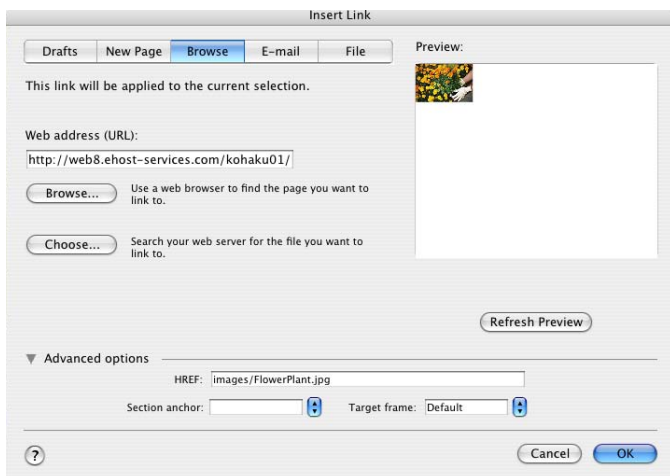 Insert Link
Drafts New Page Browse E-mail File
Preview:
This link will be applied to the current selection.
Web address (URL):
http://web8.ehost-services.com/kohaku01/
Browse... Use a web browser to find the page you want to
link to.
Choose... Search your web server for the file you want to
link to.
Refresh Preview
Advanced options
HREF: images/FlowerPlant.jpg
Section anchor: Target frame: Default
? Cancel OK